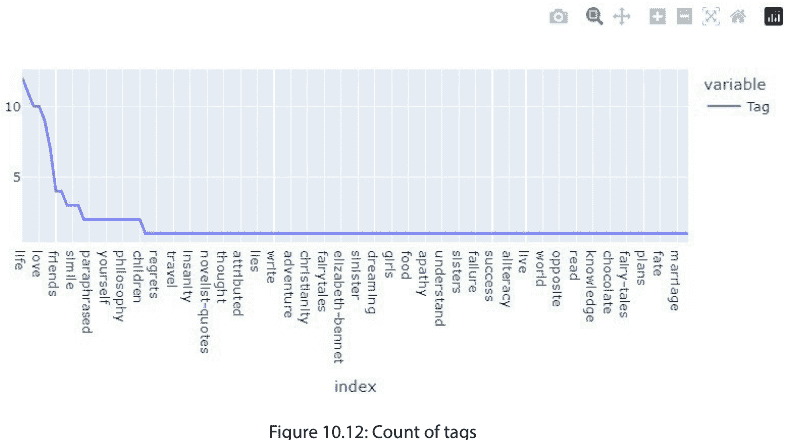 variable
Tag
10
5
life
love
friends
simile
paraphrased
yourself
philosophy
children
regrets
travel
insanity
novelist-quotes
thought
attributed
lies
write
adventure
christianity
fairytales
elizabeth-bennet
sinister
dreaming
girls
food
apathy
understand
sisters
failure
success
aliteracy
live
world
opposite
read
knowledge
chocolate
fairy-tales
plans
fate
marriage
index
Figure 10.12: Count of tags